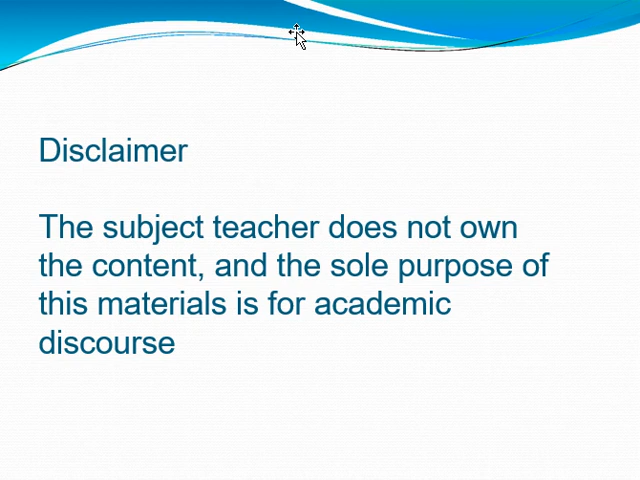 Disclaimer
The subject teacher does not own
the content, and the sole purpose of
this materials is for academic
discourse